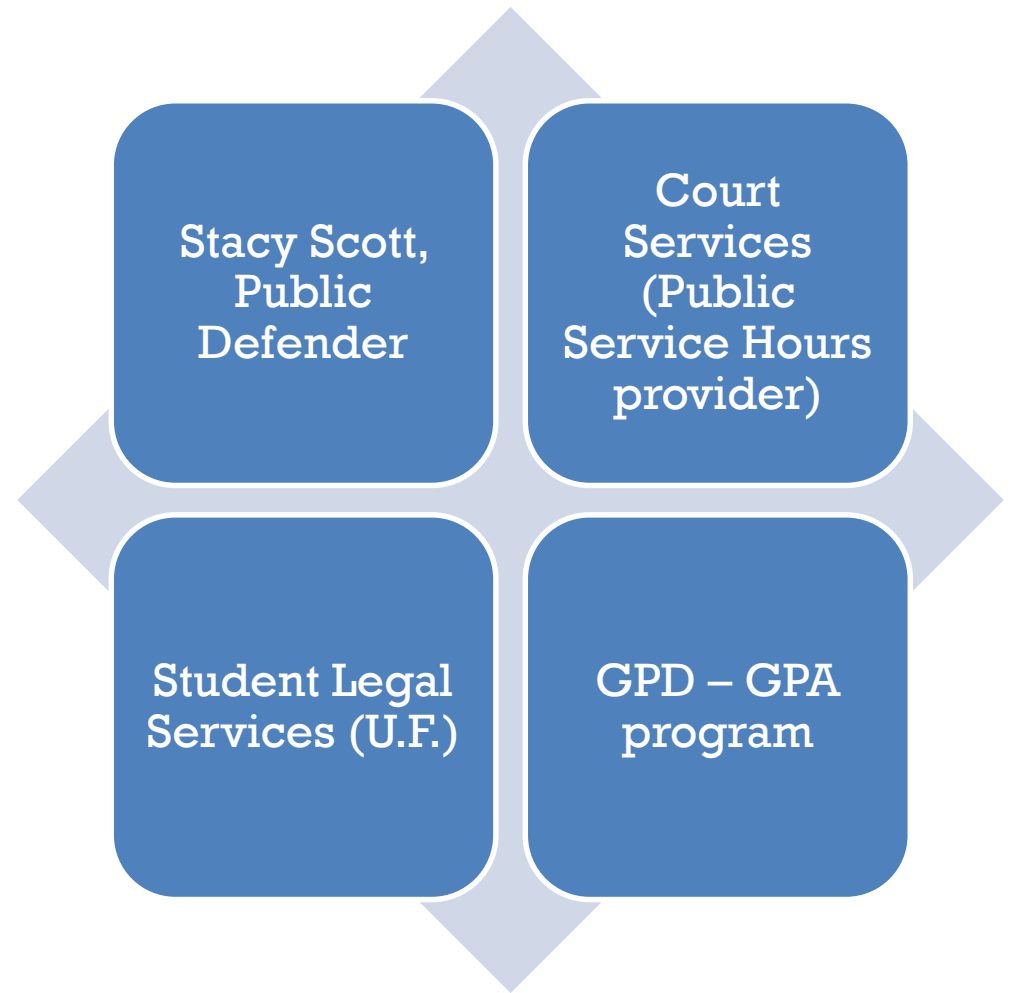 Stacy Scott,
Public
Defender
Court
Services
(Public
Service Hours
provider)
Student Legal
Services (U.F.)
GPD – GPA
program